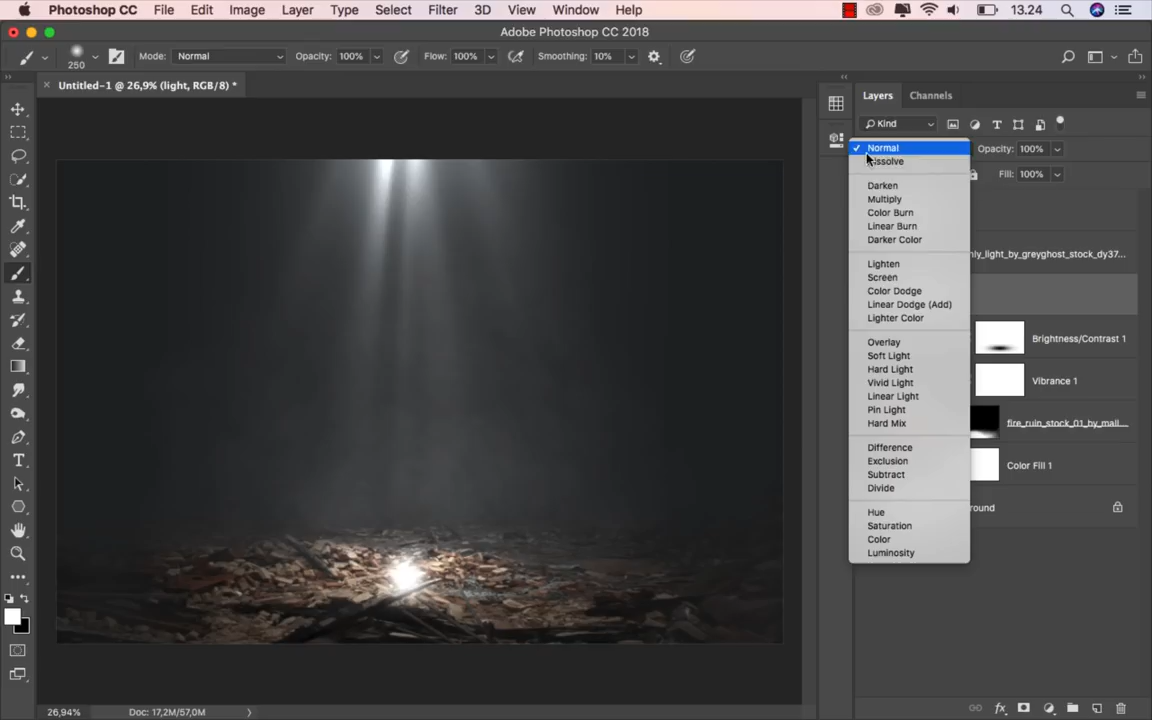 Photoshop CC File Edit Image Layer Type Select Filter 3D View Window Help 13.24
Adobe Photoshop CC 2018
250 Mode: Normal Opacity: 100% Flow: 100% Smoothing: 10%
Untitled-1 @ 26,9% (light, RGB/8) *
Layers Channels
Kind
Normal
Opacity: 100%
Fill: 100%
Darken
Multiply
Color Burn
Linear Burn
Darker Color
Lighten
Screen
Color Dodge
Linear Dodge (Add)
Lighter Color
Overlay
Soft Light
Hard Light
Vivid Light
Linear Light
Pin Light
Hard Mix
Difference
Exclusion
Subtract
Divide
Hue
Saturation
Color
Luminosity
nly_light_by_greyghost_stock_dy37...
Brightness/Contrast 1
Vibrance 1
fire_ruin_stock_01_by_mall...
Color Fill 1
round
26,94% Doc: 17,2M/57,0M